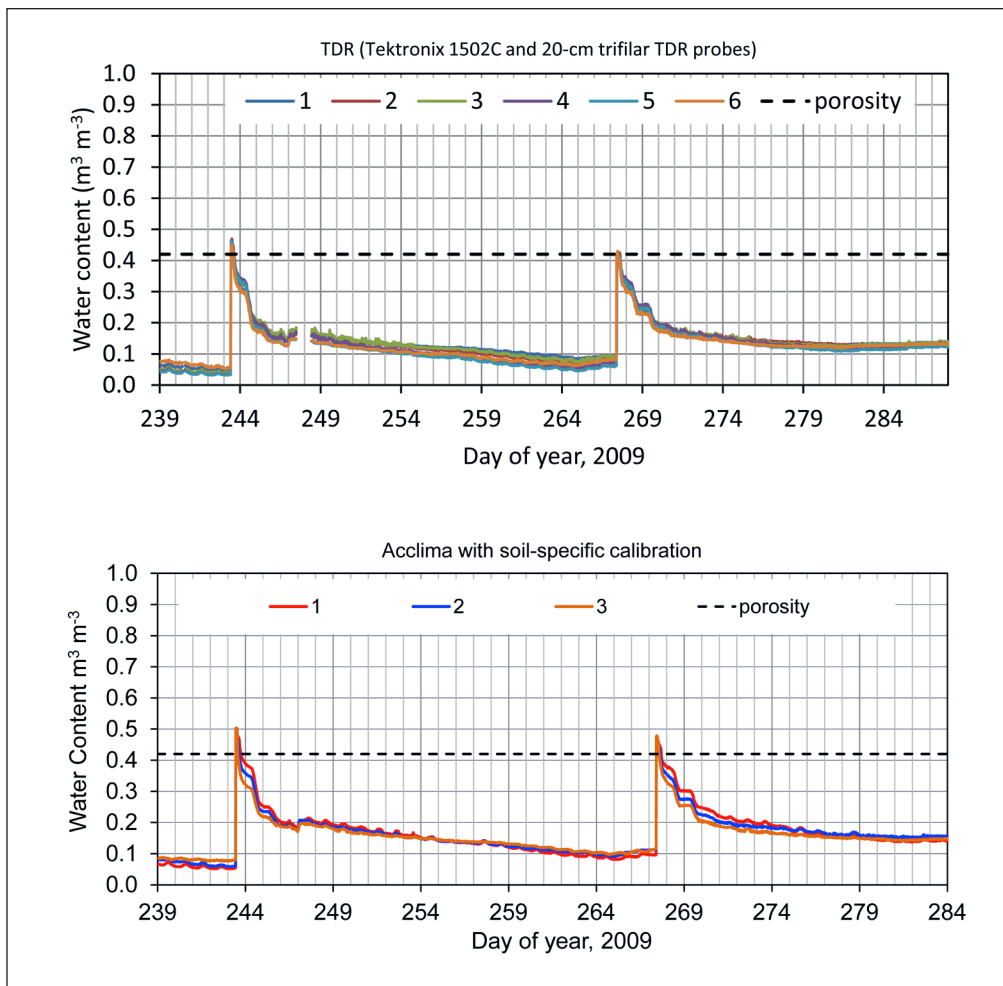 TDR (Tektronix 1502C and 20-cm trifilar TDR probes)
1.0
0.9
0.8
0.7
0.6
0.5
0.4
0.3
0.2
0.1
0.0
Water content (m³ m⁻³)
1 2 3 4 5 6 porosity
239 244 249 254 259 264 269 274 279 284
Day of year, 2009
Acclima with soil-specific calibration
1.0
0.9
0.8
0.7
0.6
0.5
0.4
0.3
0.2
0.1
0.0
Water Content m³ m⁻³
1 2 3 porosity
239 244 249 254 259 264 269 274 279 284
Day of year, 2009